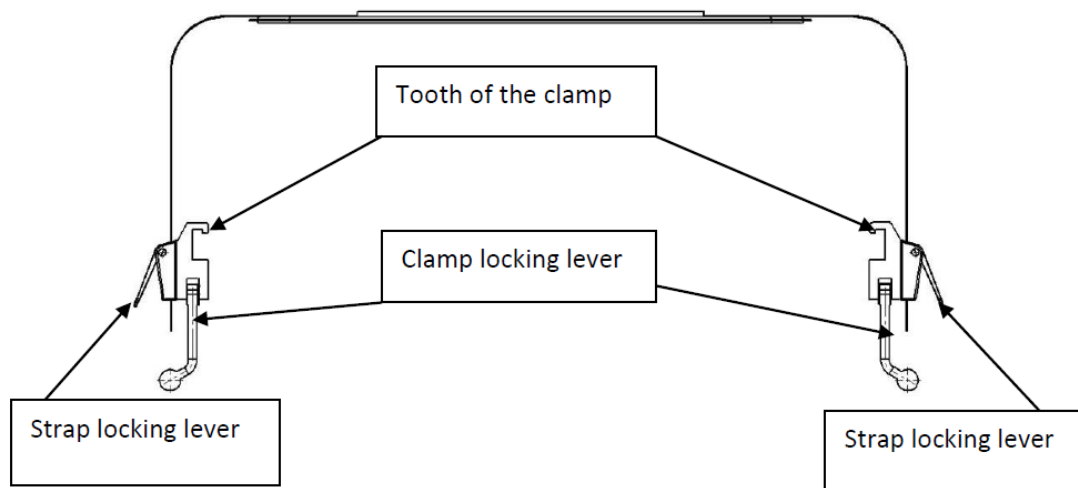 Tooth of the clamp
Clamp locking lever
Strap locking lever
Strap locking lever